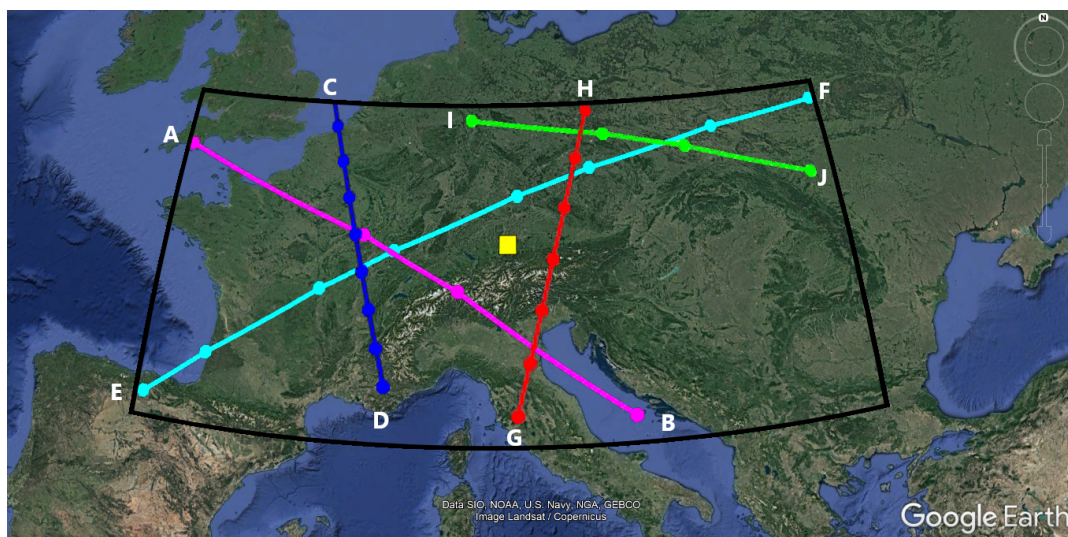 N
C
H
F
A
I
J
E
D
G
B
Data SIO, NOAA, U.S. Navy, NGA, GEBCO
Image Landsat / Copernicus
Google Earth